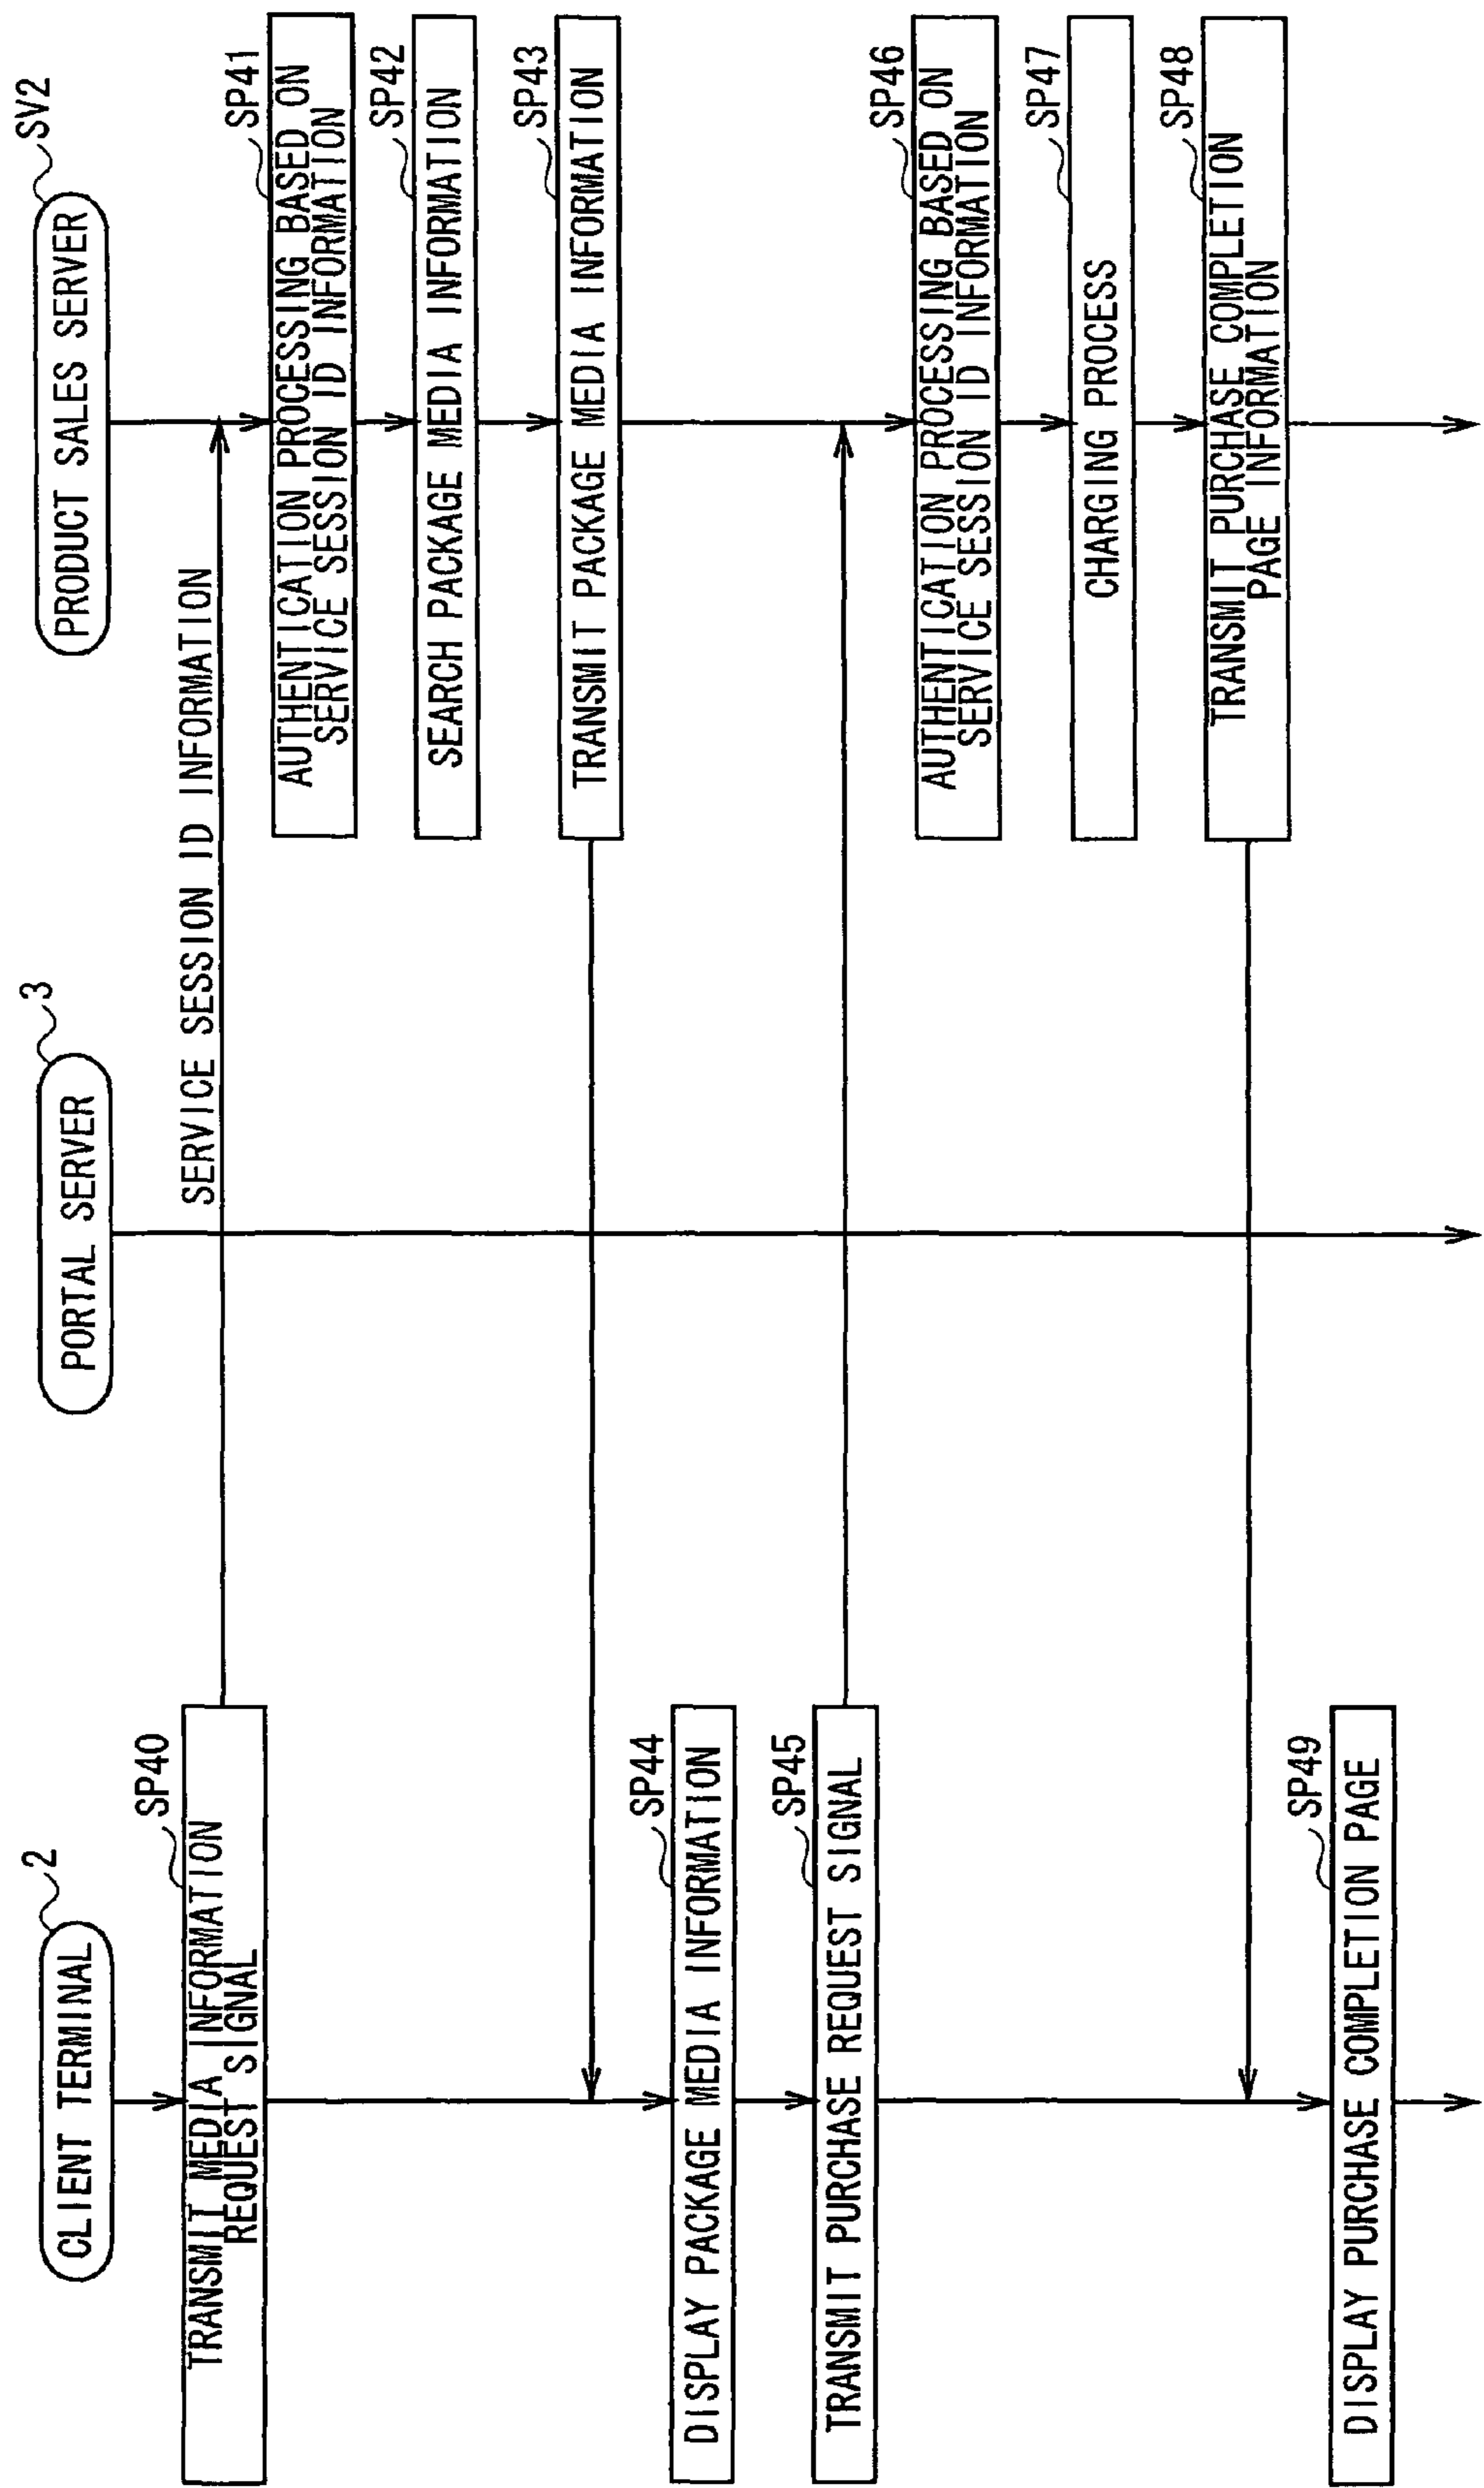 CLIENT TERMINAL
2
PORTAL SERVER
3
PRODUCT SALES SERVER
SV2
SP40
TRANSMIT MEDIA INFORMATION
REQUEST SIGNAL
SERVICE SESSION ID INFORMATION
SP41
AUTHENTICATION PROCESSING BASED ON
SERVICE SESSION ID INFORMATION
SP42
SEARCH PACKAGE MEDIA INFORMATION
SP43
TRANSMIT PACKAGE MEDIA INFORMATION
SP44
DISPLAY PACKAGE MEDIA INFORMATION
SP45
TRANSMIT PURCHASE REQUEST SIGNAL
SP46
AUTHENTICATION PROCESSING BASED ON
SERVICE SESSION ID INFORMATION
SP47
CHARGING PROCESS
SP48
TRANSMIT PURCHASE COMPLETION
PAGE INFORMATION
SP49
DISPLAY PURCHASE COMPLETION PAGE